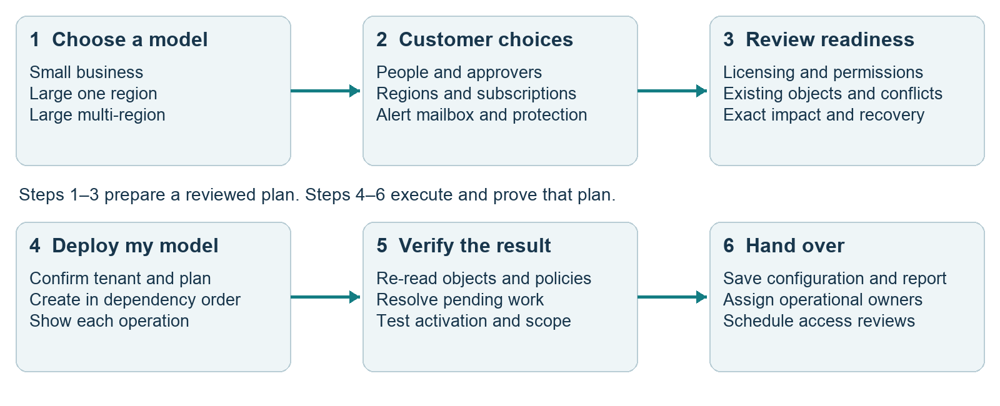 1 Choose a model
Small business
Large one region
Large multi-region
2 Customer choices
People and approvers
Regions and subscriptions
Alert mailbox and protection
3 Review readiness
Licensing and permissions
Existing objects and conflicts
Exact impact and recovery
Steps 1–3 prepare a reviewed plan. Steps 4–6 execute and prove that plan.
4 Deploy my model
Confirm tenant and plan
Create in dependency order
Show each operation
5 Verify the result
Re-read objects and policies
Resolve pending work
Test activation and scope
6 Hand over
Save configuration and report
Assign operational owners
Schedule access reviews